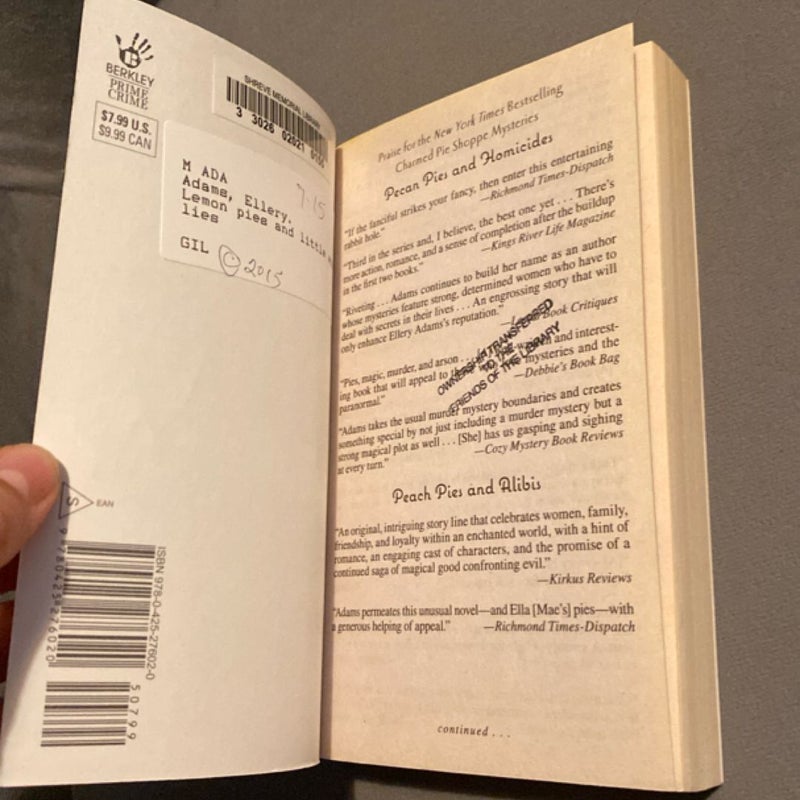 BERKLEY
PRIME
CRIME
$7.99 U.S.
$9.99 CAN
SHREVE MEMORIAL LIBRARY
3 3026 02621
M ADA
7-15
Adams, Ellery.
Lemon pies and little
lies
GIL
© 2015
S
EAN
9 780425 276020
ISBN 978-0-425-27602-0
50799
Praise for the New York Times Bestselling
Charmed Pie Shoppe Mysteries
Pecan Pies and Homicides
"If the fanciful strikes your fancy, then enter this entertaining
rabbit hole."
—Richmond Times-Dispatch
"Third in the series and, I believe, the best one yet . . . There's
more action, romance, and a sense of completion after the buildup
in the first two books."
—Kings River Life Magazine
"Riveting . . . Adams continues to build her name as an author
whose mysteries feature strong, determined women who have to
deal with secrets in their lives . . . An engrossing story that will
only enhance Ellery Adams's reputation."
Book Critiques
"Pies, magic, murder, and arson . . . and interest-
ing book that will appeal to mysteries and the
paranormal."
—Debbie's Book Bag
OWNERSHIP TRANSFERRED
TO THE
FRIENDS OF THE LIBRARY
"Adams takes the usual murder mystery boundaries and creates
something special by not just including a murder mystery but a
strong magical plot as well . . . [She] has us gasping and sighing
at every turn."
—Cozy Mystery Book Reviews
Peach Pies and Alibis
"An original, intriguing story line that celebrates women, family,
friendship, and loyalty within an enchanted world, with a hint of
romance, an engaging cast of characters, and the promise of a
continued saga of magical good confronting evil."
—Kirkus Reviews
"Adams permeates this unusual novel—and Ella [Mae's] pies—with
a generous helping of appeal."
—Richmond Times-Dispatch
continued . . .